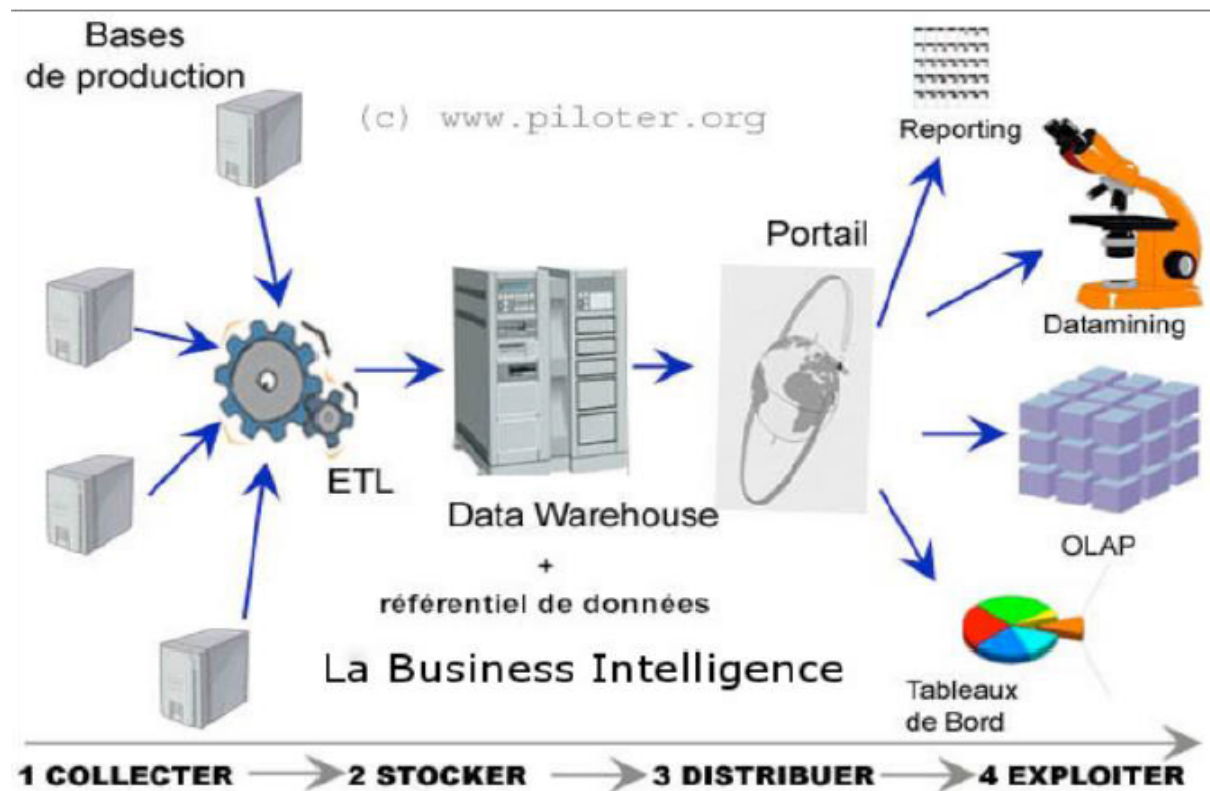 Bases
de production
(c) www.piloter.org
Reporting
Portail
Datamining
ETL
Data Warehouse
+
référentiel de données
OLAP
La Business Intelligence
Tableaux
de Bord
1 COLLECTER
2 STOCKER
3 DISTRIBUER
4 EXPLOITER